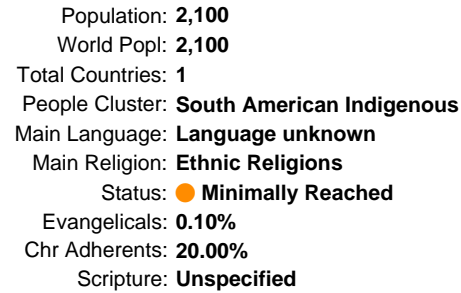 Population: 2,100
World Popl: 2,100
Total Countries: 1
People Cluster: South American Indigenous
Main Language: Language unknown
Main Religion: Ethnic Religions
Status: Minimally Reached
Evangelicals: 0.10%
Chr Adherents: 20.00%
Scripture: Unspecified